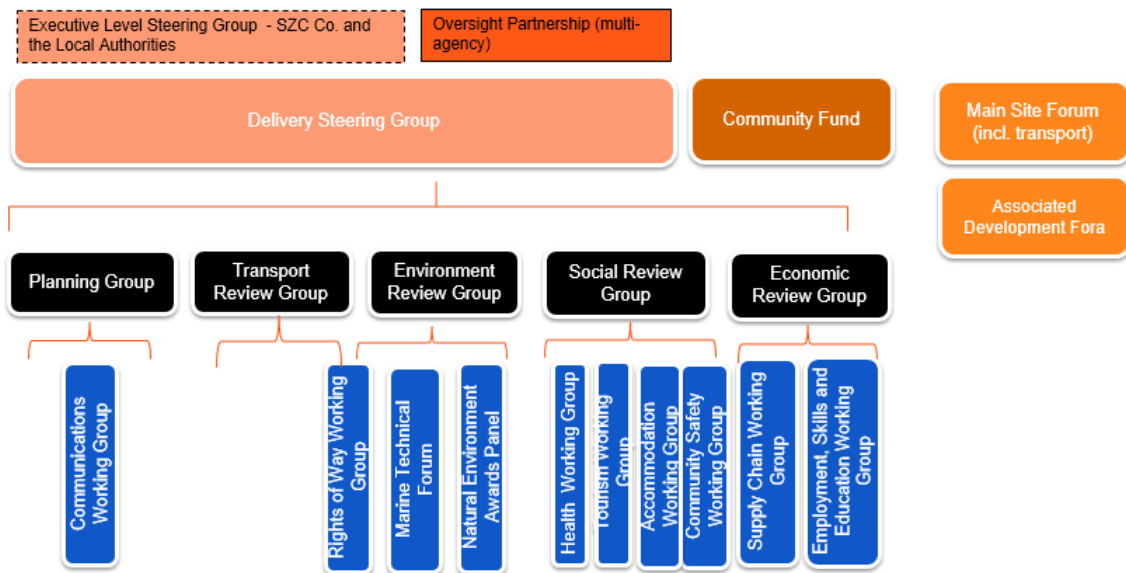 Executive Level Steering Group  - SZC Co. and
the Local Authorities
Oversight Partnership (multi-
agency)
Delivery Steering Group
Community Fund
Main Site Forum
(incl. transport)
Associated
Development Fora
Planning Group
Transport
Review Group
Environment
Review Group
Social Review
Group
Economic
Review Group
Communications
Working Group
Rights of Way Working
Group
Marine Technical
Forum
Natural Environment
Awards Panel
Health  Working Group
Tourism Working
Group
Accommodation
Working Group
Community Safety
Working Group
Supply Chain Working
Group
Employment, Skills and
Education Working
Group